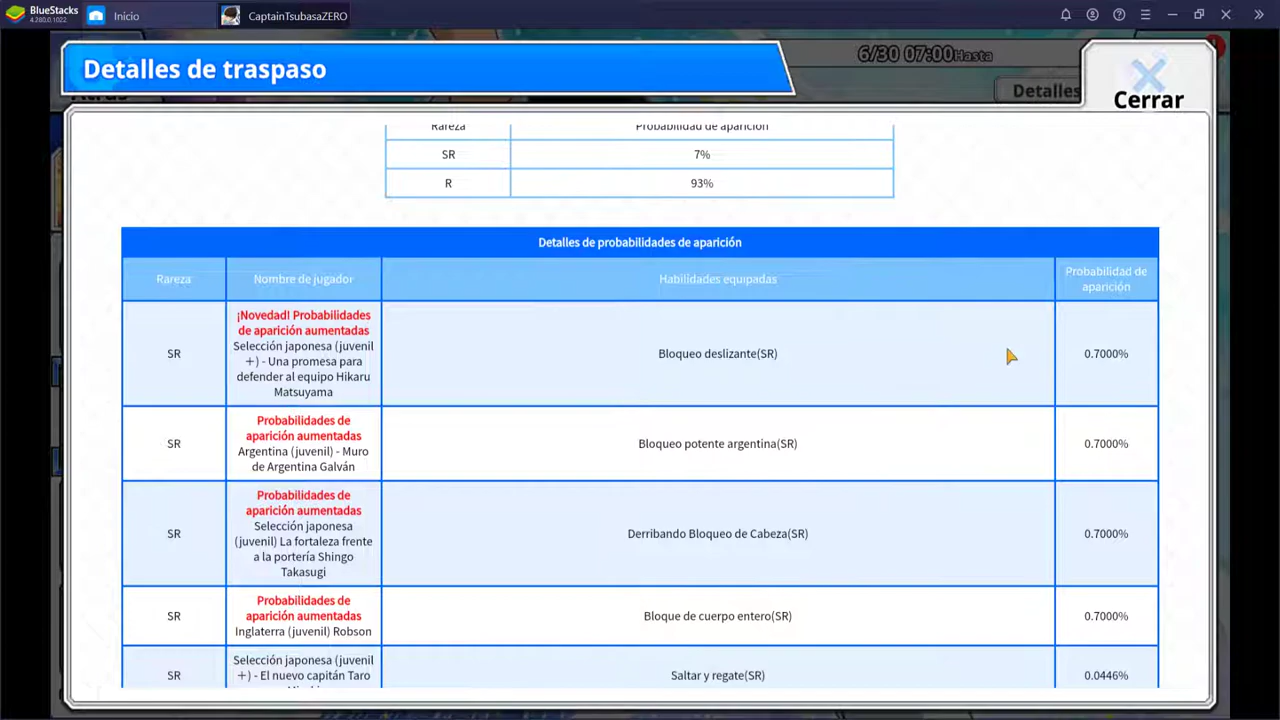 BlueStacks
4.280.0.1022
Inicio
CaptainTsubasaZERO
Detalles de traspaso
6/30 07:00Hasta
Detalles
Atrás
Cerrar
Rareza
Probabilidad de aparición
SR
7%
R
93%
Detalles de probabilidades de aparición
Rareza
Nombre de jugador
Habilidades equipadas
Probabilidad de
aparición
SR
¡Novedad! Probabilidades
de aparición aumentadas
Selección japonesa (juvenil
+) - Una promesa para
defender al equipo Hikaru
Matsuyama
Bloqueo deslizante(SR)
0.7000%
SR
Probabilidades de
aparición aumentadas
Argentina (juvenil) - Muro
de Argentina Galván
Bloqueo potente argentina(SR)
0.7000%
SR
Probabilidades de
aparición aumentadas
Selección japonesa
(juvenil) La fortaleza frente
a la portería Shingo
Takasugi
Derribando Bloqueo de Cabeza(SR)
0.7000%
SR
Probabilidades de
aparición aumentadas
Inglaterra (juvenil) Robson
Bloque de cuerpo entero(SR)
0.7000%
SR
Selección japonesa (juvenil
+) - El nuevo capitán Taro
Saltar y regate(SR)
0.0446%